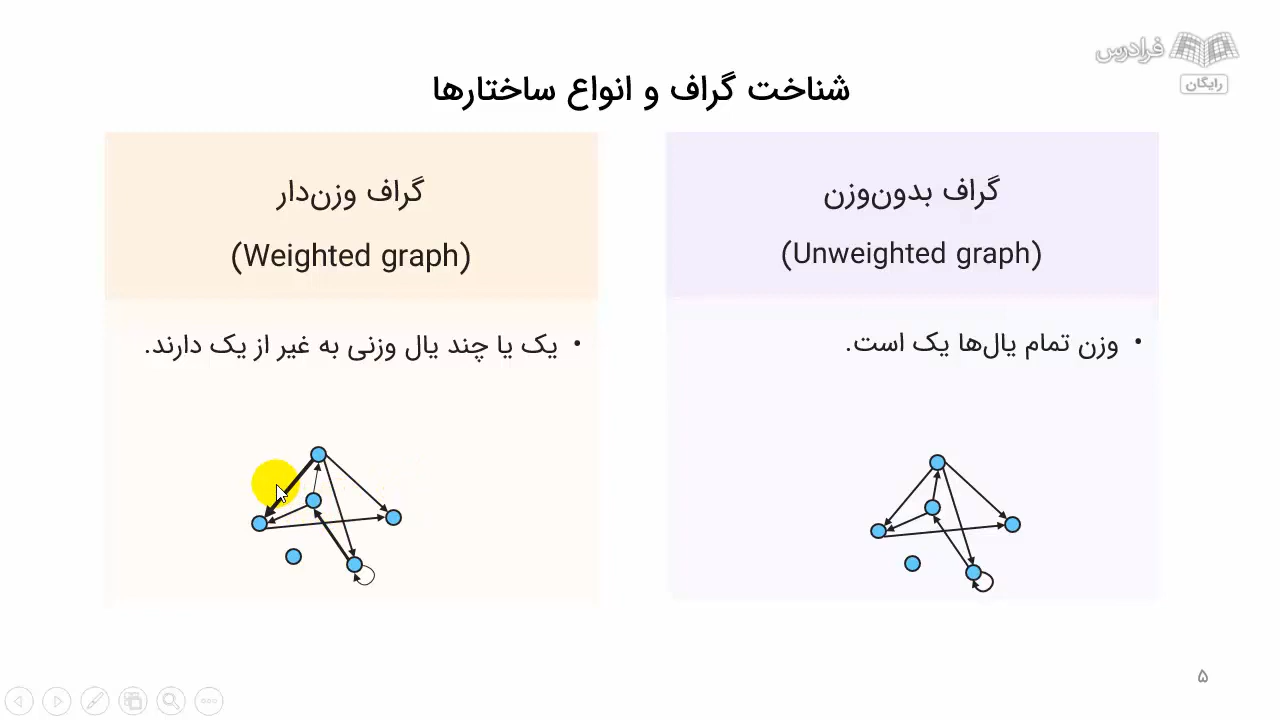 فرادرس
رایگان
شناخت گراف و انواع ساختارها
گراف بدون‌وزن
(Unweighted graph)
• وزن تمام یال‌ها یک است.
گراف وزن‌دار
(Weighted graph)
• یک یا چند یال وزنی به غیر از یک دارند.
۵